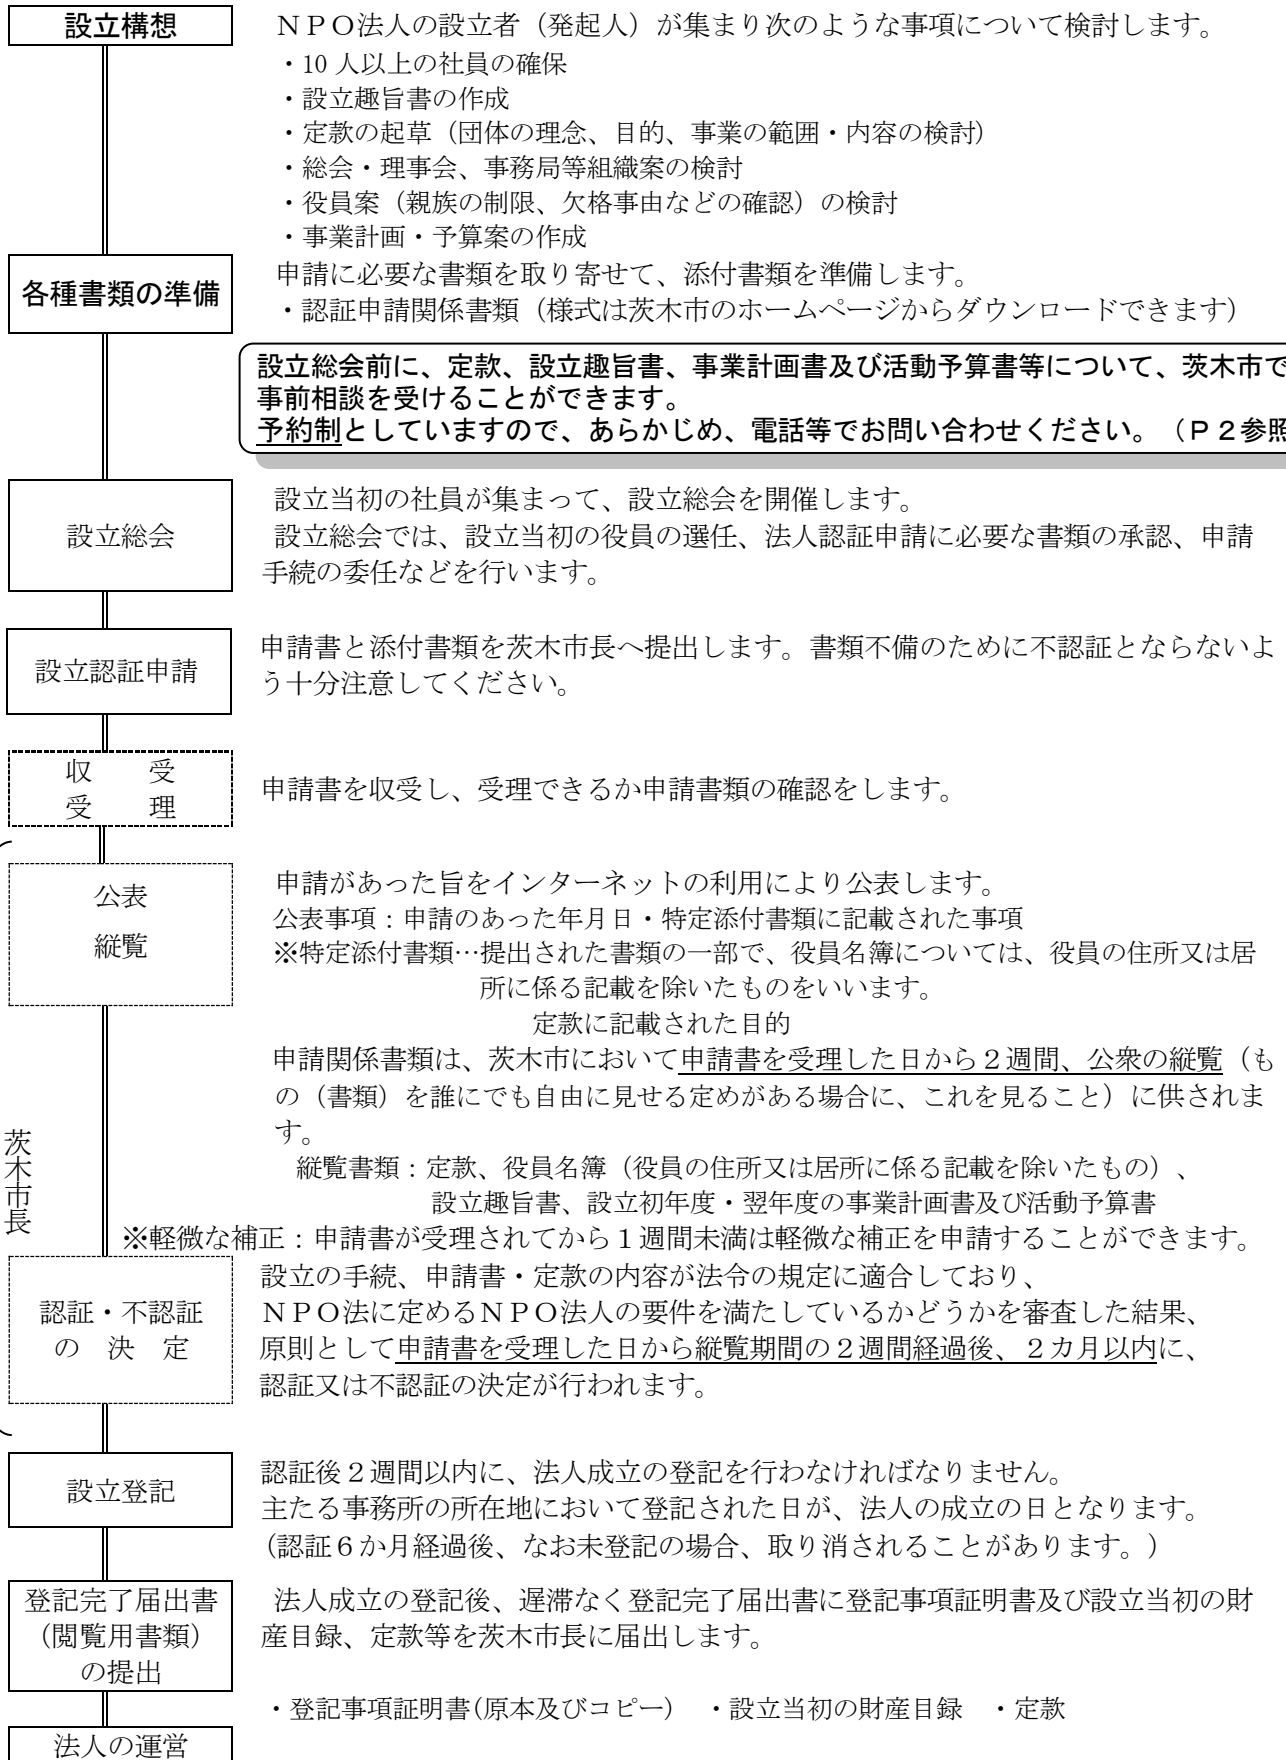 設立構想
ＮＰＯ法人の設立者（発起人）が集まり次のような事項について検討します。
・10人以上の社員の確保
・設立趣旨書の作成
・定款の起草（団体の理念、目的、事業の範囲・内容の検討）
・総会・理事会、事務局等組織案の検討
・役員案（親族の制限、欠格事由などの確認）の検討
・事業計画・予算案の作成
各種書類の準備
申請に必要な書類を取り寄せて、添付書類を準備します。
・認証申請関係書類（様式は茨木市のホームページからダウンロードできます）
設立総会前に、定款、設立趣旨書、事業計画書及び活動予算書等について、茨木市で
事前相談を受けることができます。
予約制としていますので、あらかじめ、電話等でお問い合わせください。（Ｐ２参照
設立総会
設立当初の社員が集まって、設立総会を開催します。
設立総会では、設立当初の役員の選任、法人認証申請に必要な書類の承認、申請
手続の委任などを行います。
設立認証申請
申請書と添付書類を茨木市長へ提出します。書類不備のために不認証とならないよ
う十分注意してください。
収　　受
受　　理
申請書を収受し、受理できるか申請書類の確認をします。
公表
縦覧
申請があった旨をインターネットの利用により公表します。
公表事項：申請のあった年月日・特定添付書類に記載された事項
※特定添付書類…提出された書類の一部で、役員名簿については、役員の住所又は居
所に係る記載を除いたものをいいます。
定款に記載された目的
申請関係書類は、茨木市において申請書を受理した日から２週間、公衆の縦覧（も
の（書類）を誰にでも自由に見せる定めがある場合に、これを見ること）に供されま
す。
縦覧書類：定款、役員名簿（役員の住所又は居所に係る記載を除いたもの）、
設立趣旨書、設立初年度・翌年度の事業計画書及び活動予算書
※軽微な補正：申請書が受理されてから１週間未満は軽微な補正を申請することができます。
茨木市長
認証・不認証
の　決　定
設立の手続、申請書・定款の内容が法令の規定に適合しており、
ＮＰＯ法に定めるＮＰＯ法人の要件を満たしているかどうかを審査した結果、
原則として申請書を受理した日から縦覧期間の２週間経過後、２カ月以内に、
認証又は不認証の決定が行われます。
設立登記
認証後２週間以内に、法人成立の登記を行わなければなりません。
主たる事務所の所在地において登記された日が、法人の成立の日となります。
（認証６か月経過後、なお未登記の場合、取り消されることがあります。）
登記完了届出書
（閲覧用書類）
の提出
法人成立の登記後、遅滞なく登記完了届出書に登記事項証明書及び設立当初の財
産目録、定款等を茨木市長に届出します。
・登記事項証明書(原本及びコピー)　・設立当初の財産目録　・定款
法人の運営